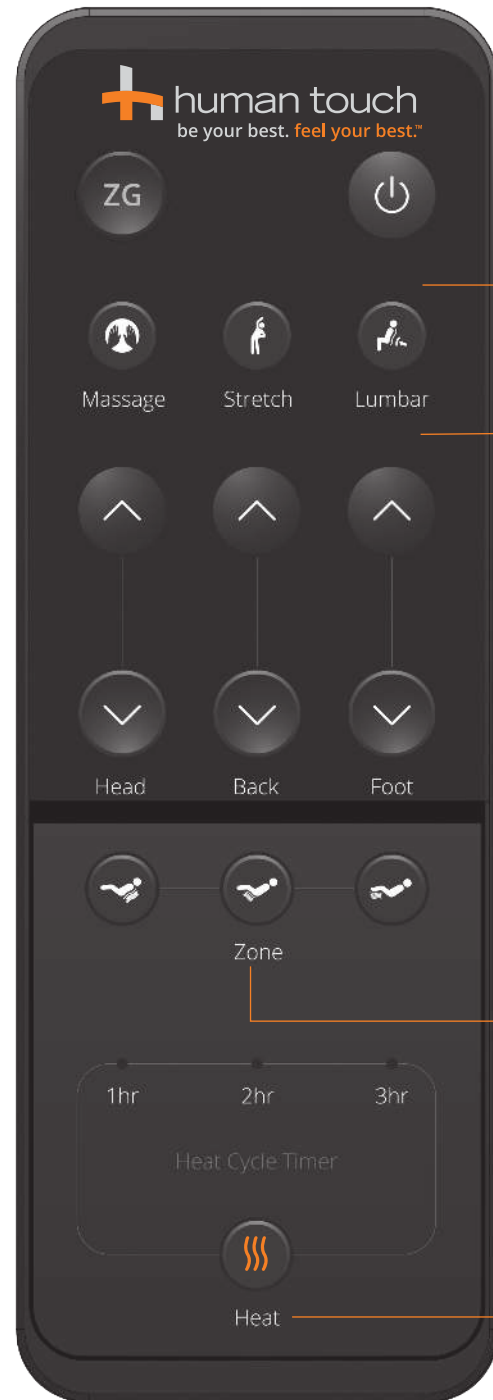 human touch
be your best. feel your best.™
ZG
Massage Stretch Lumbar
Head Back Foot
Zone
1hr 2hr 3hr
Heat Cycle Timer
Heat